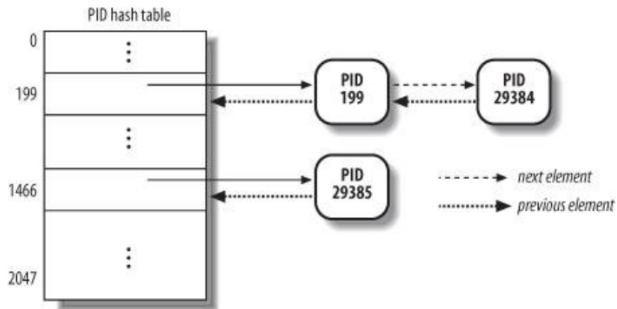 PID hash table
0
199
1466
2047
PID
199
PID
29384
PID
29385
next element
previous element